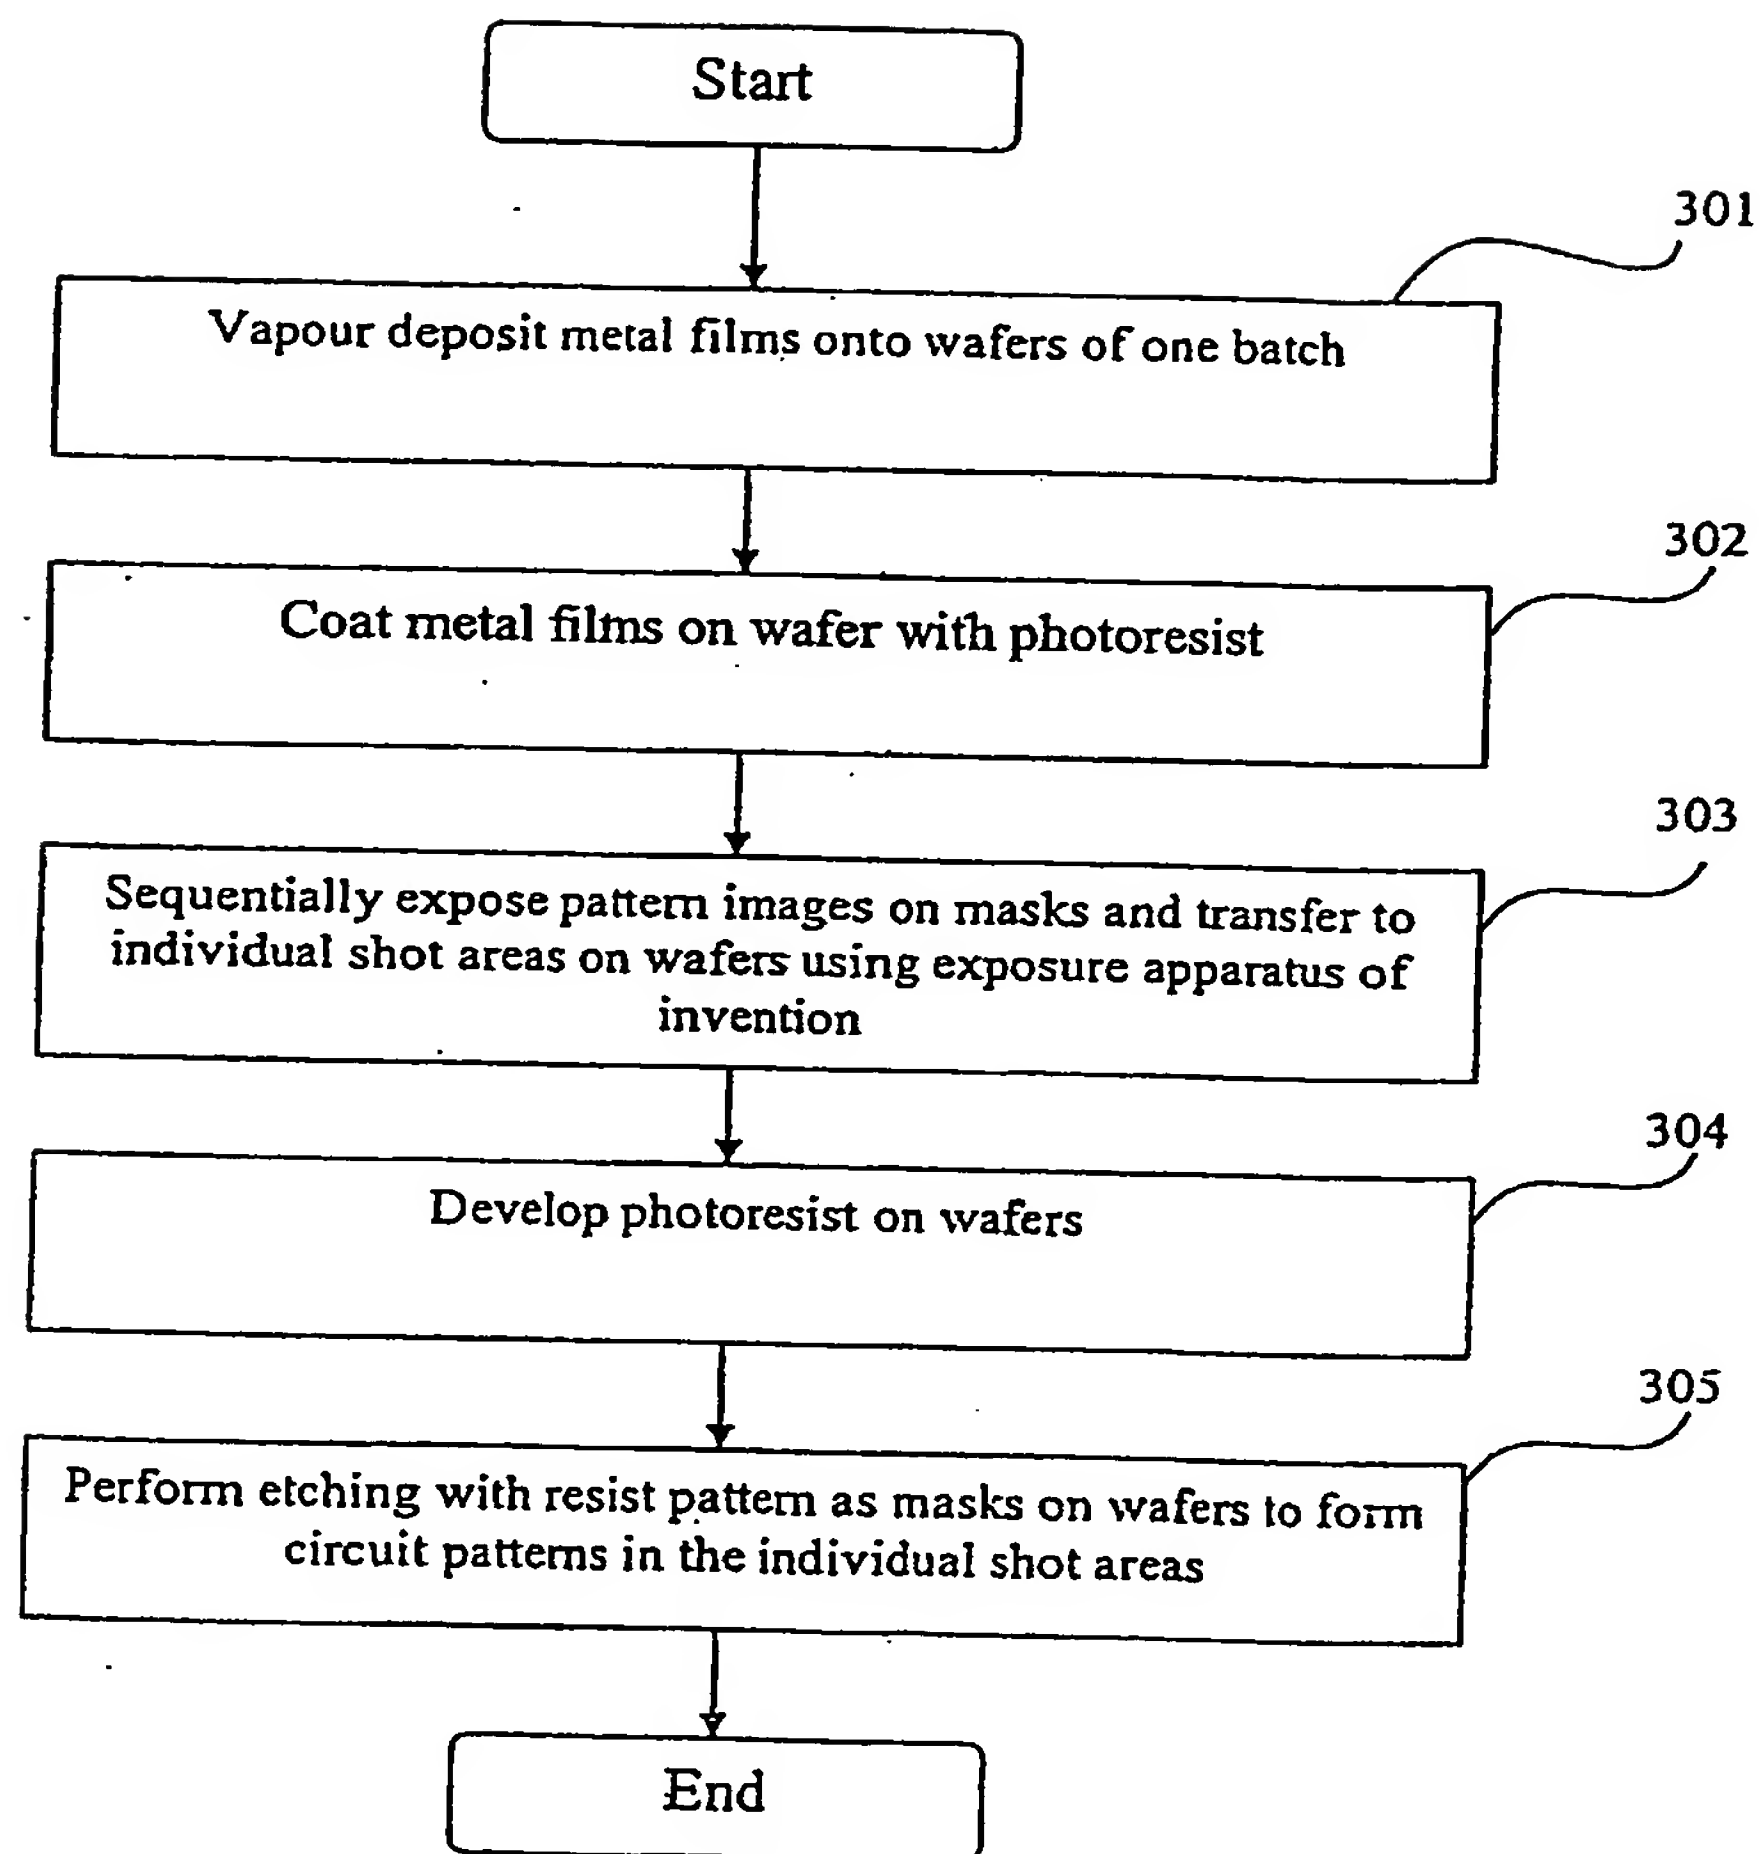 Start
301
Vapour deposit metal films onto wafers of one batch
302
Coat metal films on wafer with photoresist
303
Sequentially expose pattern images on masks and transfer to
individual shot areas on wafers using exposure apparatus of
invention
304
Develop photoresist on wafers
305
Perform etching with resist pattern as masks on wafers to form
circuit patterns in the individual shot areas
End